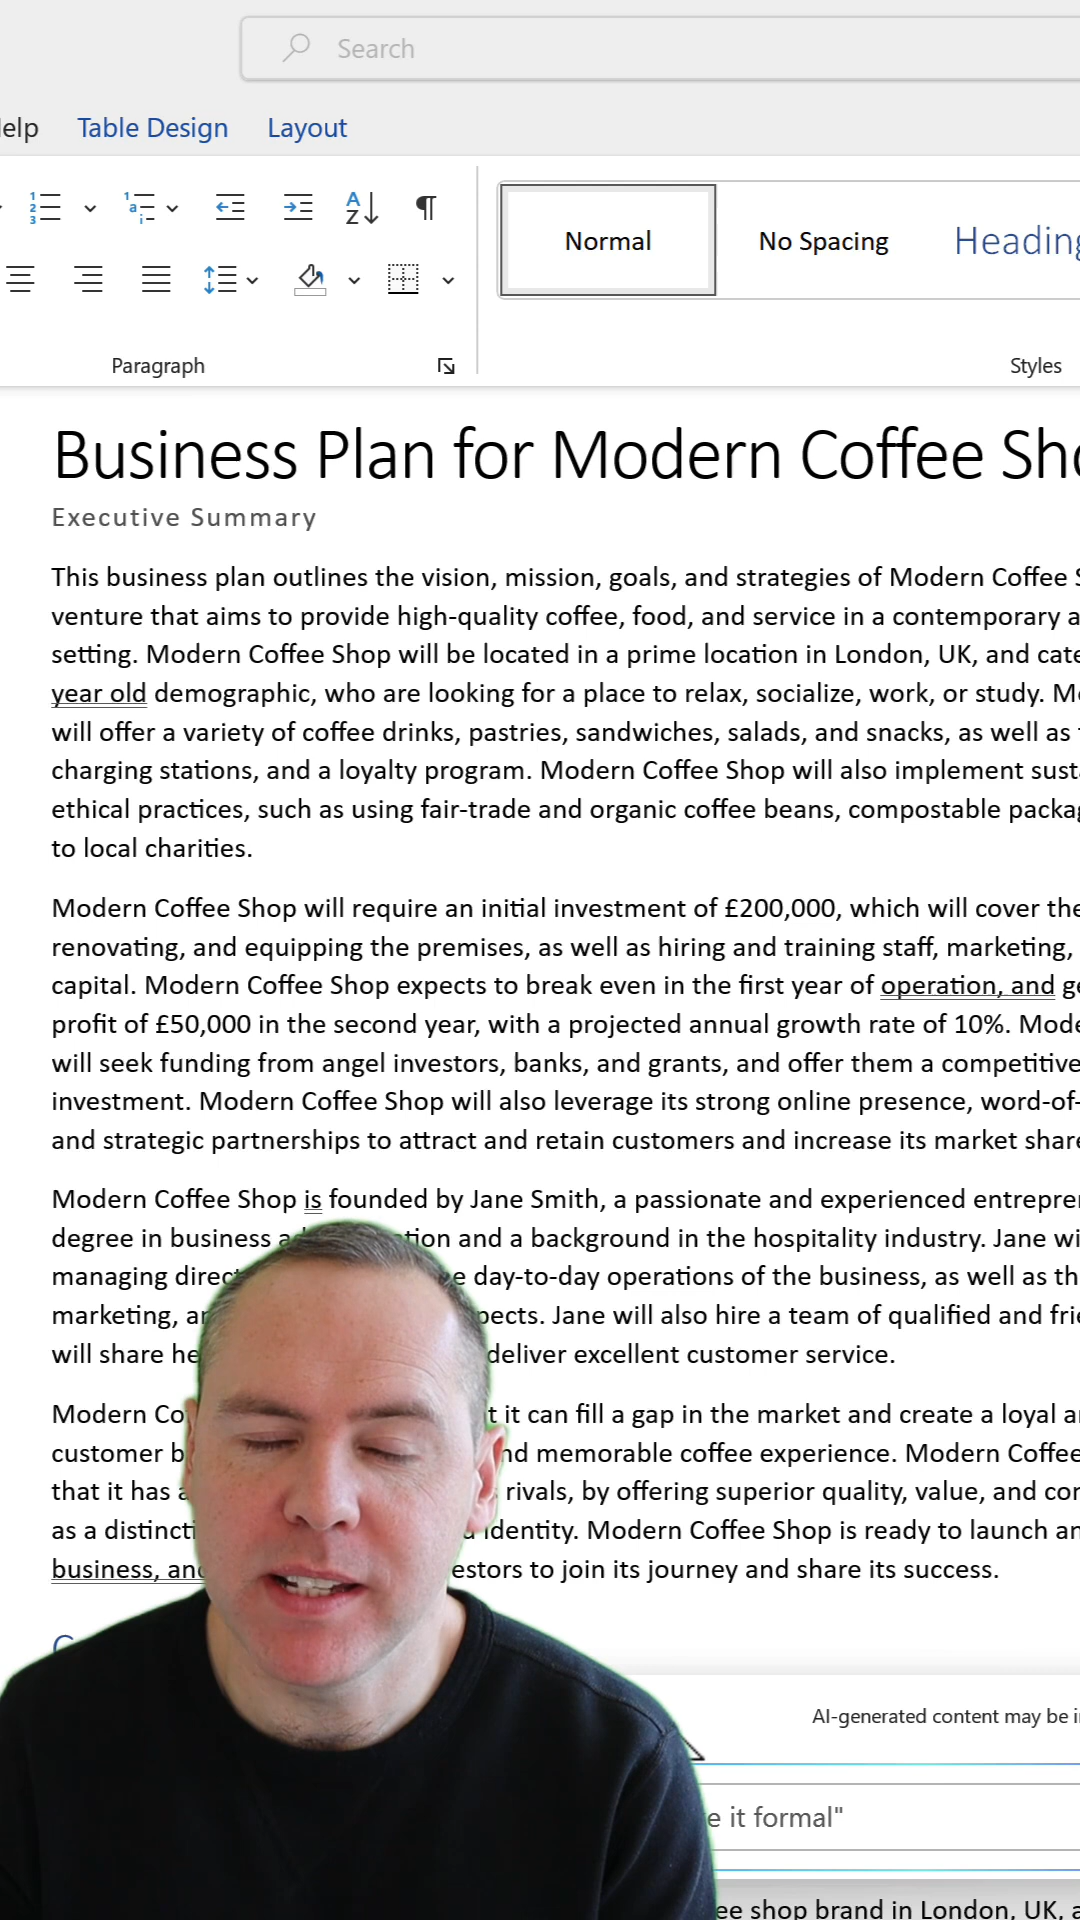 Search
elp Table Design Layout
Normal No Spacing Heading
Paragraph Styles
Business Plan for Modern Coffee Sho
Executive Summary
This business plan outlines the vision, mission, goals, and strategies of Modern Coffee S
venture that aims to provide high-quality coffee, food, and service in a contemporary a
setting. Modern Coffee Shop will be located in a prime location in London, UK, and cate
year old demographic, who are looking for a place to relax, socialize, work, or study. Mo
will offer a variety of coffee drinks, pastries, sandwiches, salads, and snacks, as well as
charging stations, and a loyalty program. Modern Coffee Shop will also implement susta
ethical practices, such as using fair-trade and organic coffee beans, compostable packag
to local charities.
Modern Coffee Shop will require an initial investment of £200,000, which will cover the
renovating, and equipping the premises, as well as hiring and training staff, marketing,
capital. Modern Coffee Shop expects to break even in the first year of operation, and ge
profit of £50,000 in the second year, with a projected annual growth rate of 10%. Mode
will seek funding from angel investors, banks, and grants, and offer them a competitive
investment. Modern Coffee Shop will also leverage its strong online presence, word-of-
and strategic partnerships to attract and retain customers and increase its market share
Modern Coffee Shop is founded by Jane Smith, a passionate and experienced entrepren
degree in business a tion and a background in the hospitality industry. Jane wi
managing direc e day-to-day operations of the business, as well as th
marketing, an pects. Jane will also hire a team of qualified and frie
will share he deliver excellent customer service.
Modern Co t it can fill a gap in the market and create a loyal an
customer b nd memorable coffee experience. Modern Coffee
that it has a rivals, by offering superior quality, value, and con
as a distincti identity. Modern Coffee Shop is ready to launch an
business, and estors to join its journey and share its success.
AI-generated content may be i
e it formal"
ee shop brand in London, UK, a